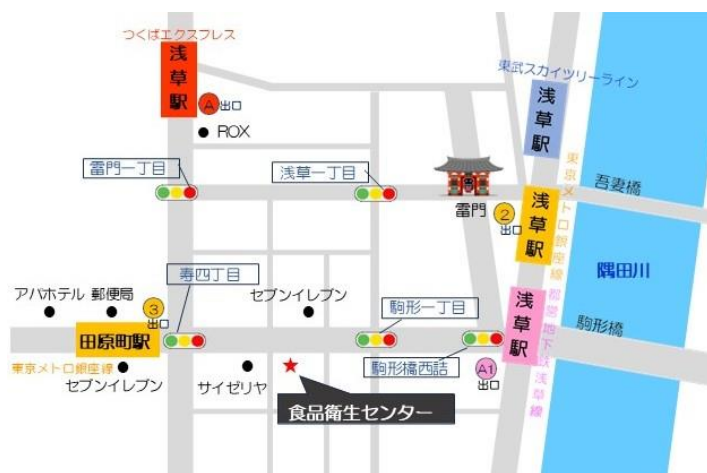 つくばエクスプレス
浅草駅
A 出口
ROX
東武スカイツリーライン
浅草駅
雷門一丁目
浅草一丁目
雷門
2 出口
浅草駅
東京メトロ銀座線
吾妻橋
隅田川
アパホテル 郵便局
3 出口
寿四丁目
セブンイレブン
駒形一丁目
浅草駅
都営地下鉄浅草線
駒形橋
田原町駅
東京メトロ銀座線
セブンイレブン
サイゼリヤ
駒形橋西詰
A1 出口
食品衛生センター